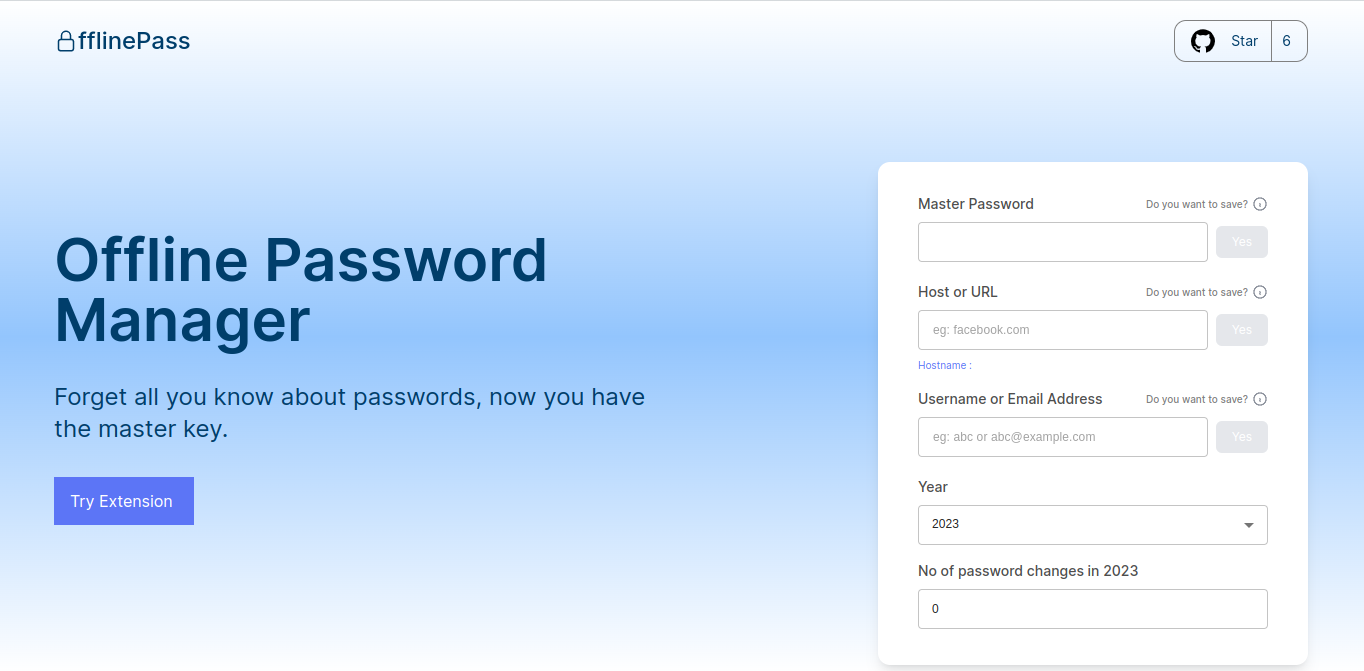 fflinePass
Star
6
Offline Password
Manager
Forget all you know about passwords, now you have
the master key.
Try Extension
Master Password
Do you want to save?
Yes
Host or URL
Do you want to save?
eg: facebook.com
Yes
Hostname :
Username or Email Address
Do you want to save?
eg: abc or abc@example.com
Yes
Year
2023
No of password changes in 2023
0